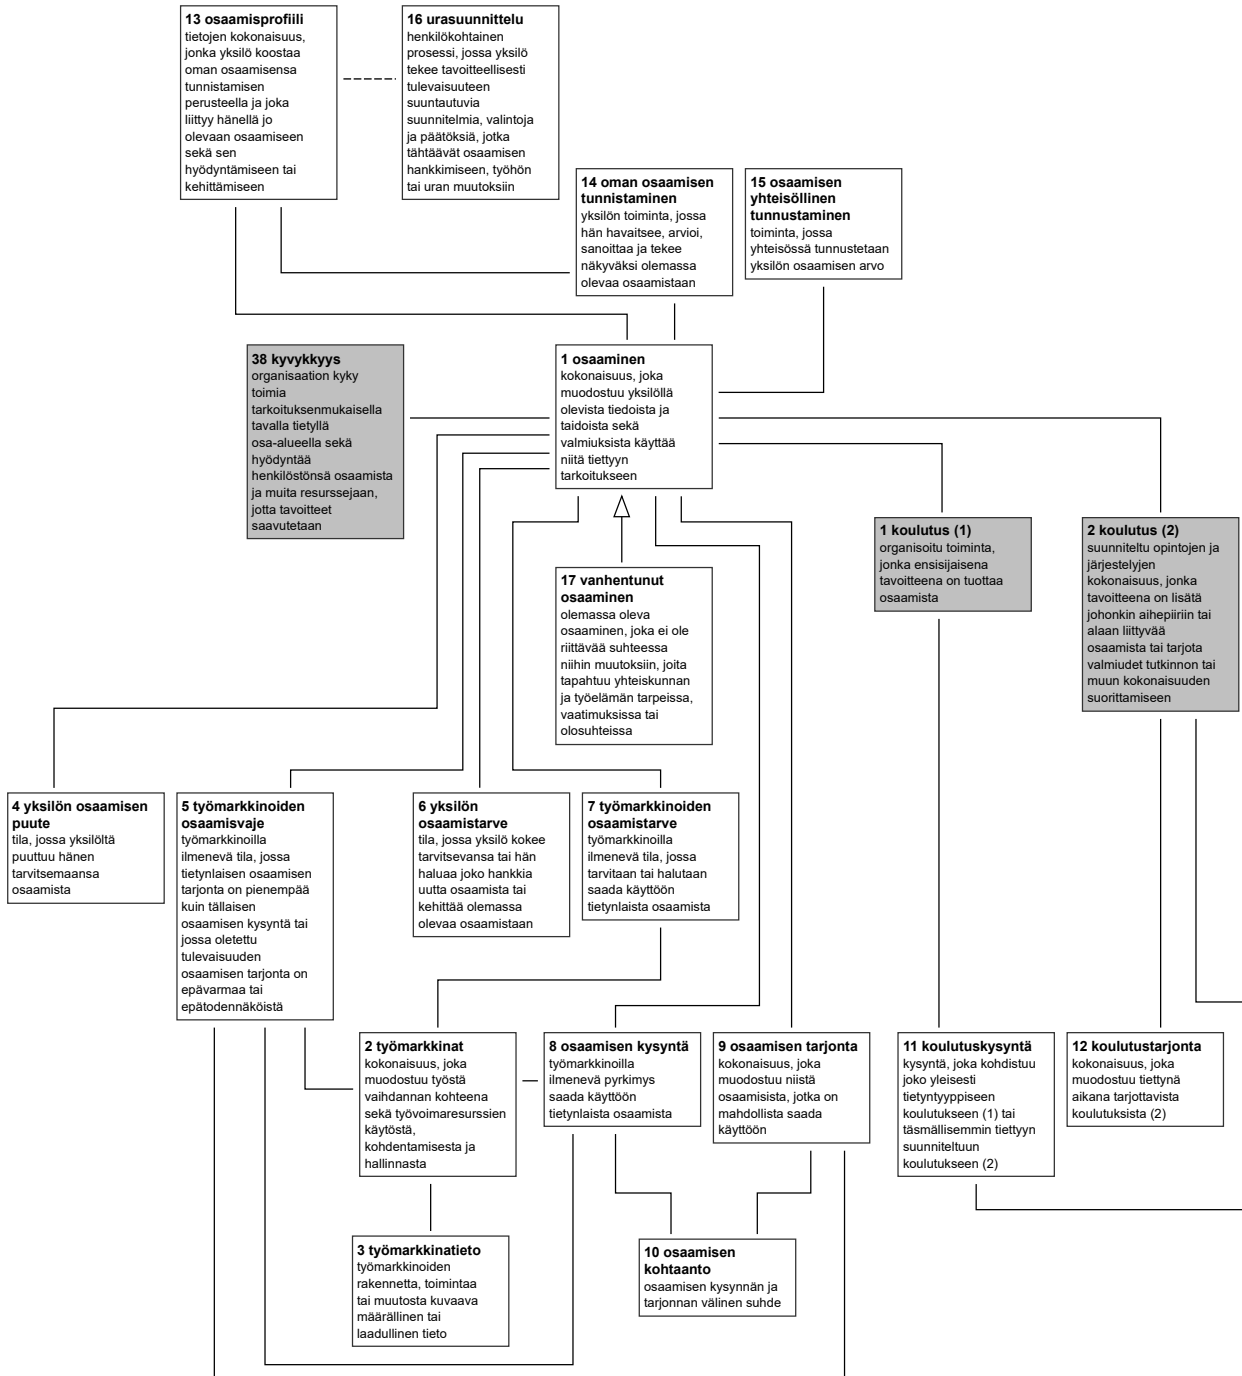 13 osaamisprofiili
tietojen kokonaisuus,
jonka yksilö koostaa
oman osaamisensa
tunnistamisen
perusteella ja joka
liittyy hänellä jo
olevaan osaamiseen
sekä sen
hyödyntämiseen tai
kehittämiseen
16 urasuunnittelu
henkilökohtainen
prosessi, jossa yksilö
tekee tavoitteellisesti
tulevaisuuteen
suuntautuvia
suunnitelmia, valintoja
ja päätöksiä, jotka
tähtäävät osaamisen
hankkimiseen, työhön
tai uran muutoksiin
14 oman osaamisen
tunnistaminen
yksilön toiminta, jossa
hän havaitsee, arvioi,
sanoittaa ja tekee
näkyväksi olemassa
olevaa osaamistaan
15 osaamisen
yhteisöllinen
tunnustaminen
toiminta, jossa
yhteisössä tunnustetaan
yksilön osaamisen arvo
38 kyvykkyys
organisaation kyky
toimia
tarkoituksenmukaisella
tavalla tietyllä
osa-alueella sekä
hyödyntää
henkilöstönsä osaamista
ja muita resurssejaan,
jotta tavoitteet
saavutetaan
1 osaaminen
kokonaisuus, joka
muodostuu yksilöllä
olevista tiedoista ja
taidoista sekä
valmiuksista käyttää
niitä tiettyyn
tarkoitukseen
1 koulutus (1)
organisoitu toiminta,
jonka ensisijaisena
tavoitteena on tuottaa
osaamista
2 koulutus (2)
suunniteltu opintojen ja
järjestelyjen
kokonaisuus, jonka
tavoitteena on lisätä
johonkin aihepiiriin tai
alaan liittyvää
osaamista tai tarjota
valmiudet tutkinnon tai
muun kokonaisuuden
suorittamiseen
17 vanhentunut
osaaminen
olemassa oleva
osaaminen, joka ei ole
riittävää suhteessa
niihin muutoksiin, joita
tapahtuu yhteiskunnan
ja työelämän tarpeissa,
vaatimuksissa tai
olosuhteissa
4 yksilön osaamisen
puute
tila, jossa yksilöltä
puuttuu hänen
tarvitsemaansa
osaamista
5 työmarkkinoiden
osaamisvaje
työmarkkinoilla
ilmenevä tila, jossa
tietynlaisen osaamisen
tarjonta on pienempää
kuin tällaisen
osaamisen kysyntä tai
jossa oletettu
tulevaisuuden
osaamisen tarjonta on
epävarmaa tai
epätodennäköistä
6 yksilön
osaamistarve
tila, jossa yksilö kokee
tarvitsevansa tai hän
haluaa joko hankkia
uutta osaamista tai
kehittää olemassa
olevaa osaamistaan
7 työmarkkinoiden
osaamistarve
työmarkkinoilla
ilmenevä tila, jossa
tarvitaan tai halutaan
saada käyttöön
tietynlaista osaamista
2 työmarkkinat
kokonaisuus, joka
muodostuu työstä
vaihdannan kohteena
sekä työvoimaresurssien
käytöstä,
kohdentamisesta ja
hallinnasta
8 osaamisen kysyntä
työmarkkinoilla
ilmenevä pyrkimys
saada käyttöön
tietynlaista osaamista
9 osaamisen tarjonta
kokonaisuus, joka
muodostuu niistä
osaamisista, jotka on
mahdollista saada
käyttöön
11 koulutuskysyntä
kysyntä, joka kohdistuu
joko yleisesti
tietyntyyppiseen
koulutukseen (1) tai
täsmällisemmin tiettyyn
suunniteltuun
koulutukseen (2)
12 koulutustarjonta
kokonaisuus, joka
muodostuu tiettynä
aikana tarjottavista
koulutuksista (2)
3 työmarkkinatieto
työmarkkinoiden
rakennetta, toimintaa
tai muutosta kuvaava
määrällinen tai
laadullinen tieto
10 osaamisen
kohtaanto
osaamisen kysynnän ja
tarjonnan välinen suhde